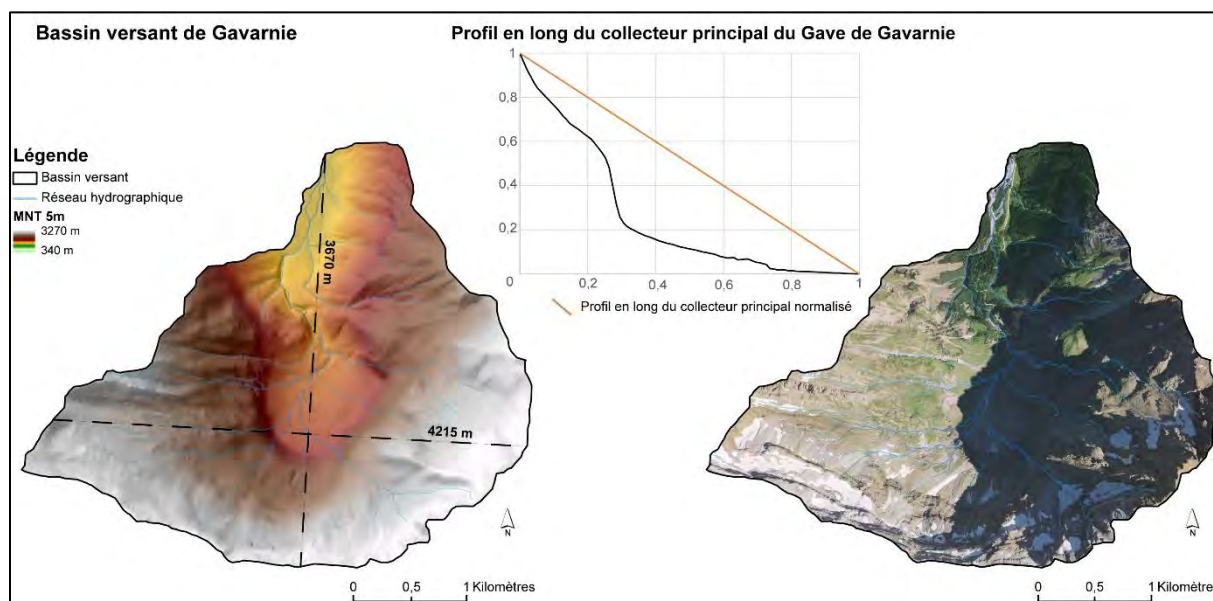 Bassin versant de Gavarnie
Profil en long du collecteur principal du Gave de Gavarnie
1
0,8
0,6
0,4
0,2
0
0,2
0,4
0,6
0,8
1
Profil en long du collecteur principal normalisé
Légende
Bassin versant
Réseau hydrographique
MNT 5m
3270 m
340 m
3670 m
4215 m
N
0 0,5 1 Kilomètres
N
0 0,5 1 Kilomètres